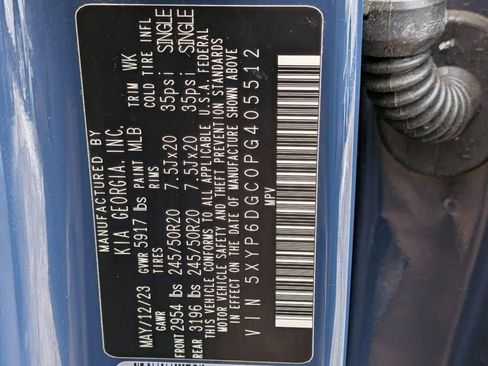 MANUFACTURED BY
KIA GEORGIA, INC.
MAY/12/23 GVWR 5917 lbs PAINT MLB TRIM WK
GAWR TIRES RIMS COLD TIRE INFL
FRONT 2954 lbs 245/50R20 7.5Jx20 35psi SINGLE
REAR 3196 lbs 245/50R20 7.5Jx20 35psi SINGLE
THIS VEHICLE CONFORMS TO ALL APPLICABLE U.S.A. FEDERAL
MOTOR VEHICLE SAFETY AND THEFT PREVENTION STANDARDS
IN EFFECT ON THE DATE OF MANUFACTURE SHOWN ABOVE
VIN 5XYP6DGC0PG405512
MPV